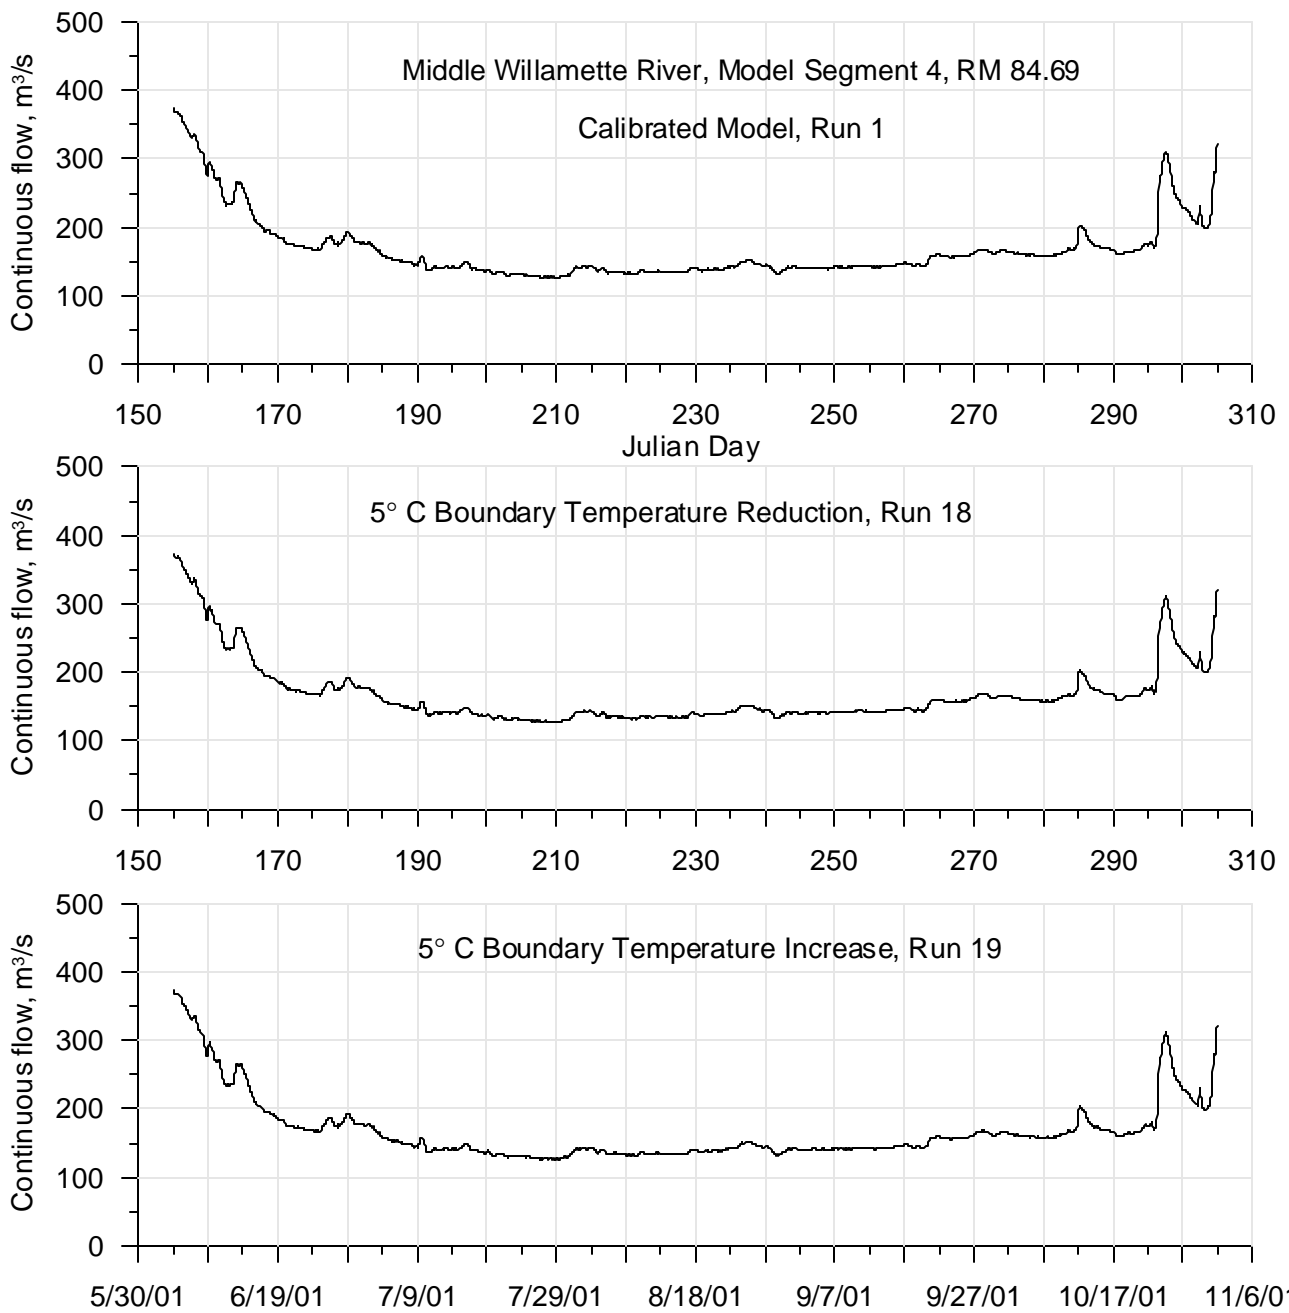 Continuous flow, m³/s
500
400
300
200
100
0
Middle Willamette River, Model Segment 4, RM 84.69
Calibrated Model, Run 1
150 170 190 210 230 250 270 290 310
Julian Day
Continuous flow, m³/s
500
400
300
200
100
0
5° C Boundary Temperature Reduction, Run 18
150 170 190 210 230 250 270 290 310
Continuous flow, m³/s
500
400
300
200
100
0
5° C Boundary Temperature Increase, Run 19
5/30/01 6/19/01 7/9/01 7/29/01 8/18/01 9/7/01 9/27/01 10/17/01 11/6/0